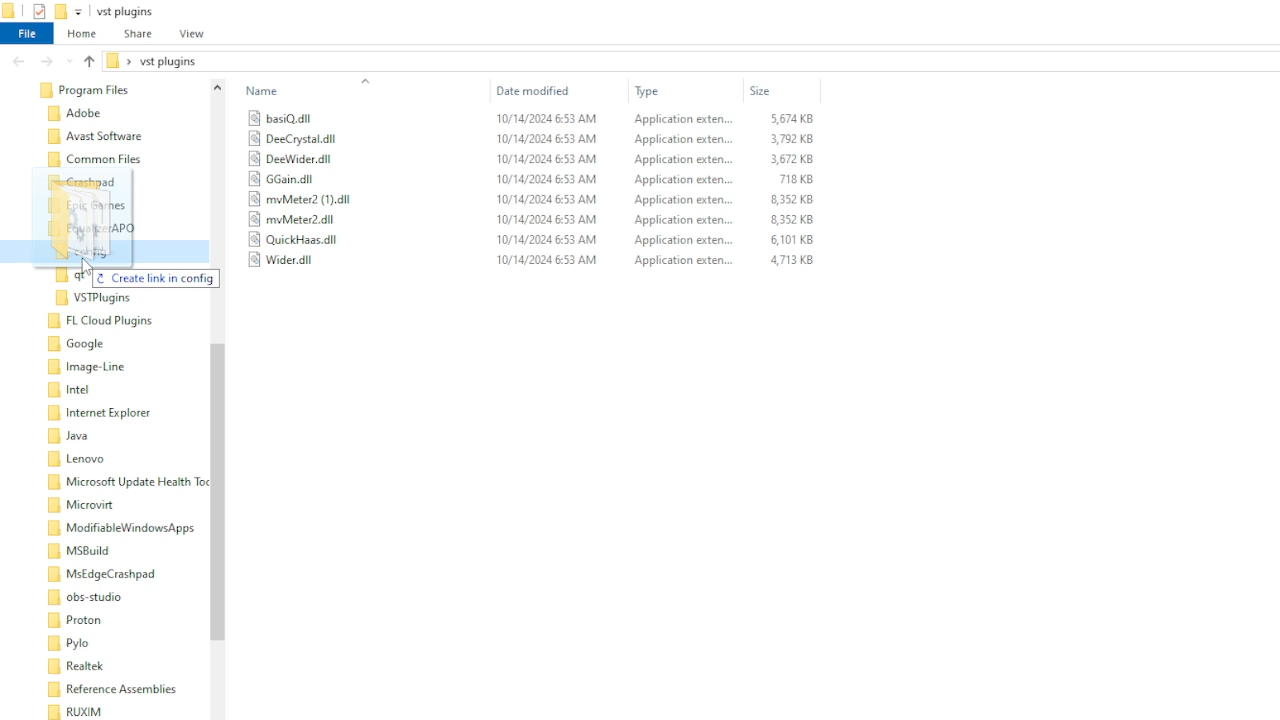 vst plugins
File Home Share View
vst plugins
Program Files
Adobe
Avast Software
Common Files
Crashpad
Epic Games
EqualizerAPO
config
qt
Create link in config
VSTPlugins
FL Cloud Plugins
Google
Image-Line
Intel
Internet Explorer
Java
Lenovo
Microsoft Update Health Too
Microvirt
ModifiableWindowsApps
MSBuild
MsEdgeCrashpad
obs-studio
Proton
Pylo
Realtek
Reference Assemblies
RUXIM
Name Date modified Type Size
basiQ.dll 10/14/2024 6:53 AM Application exten... 5,674 KB
DeeCrystal.dll 10/14/2024 6:53 AM Application exten... 3,792 KB
DeeWider.dll 10/14/2024 6:53 AM Application exten... 3,672 KB
GGain.dll 10/14/2024 6:53 AM Application exten... 718 KB
mvMeter2 (1).dll 10/14/2024 6:53 AM Application exten... 8,352 KB
mvMeter2.dll 10/14/2024 6:53 AM Application exten... 8,352 KB
QuickHaas.dll 10/14/2024 6:53 AM Application exten... 6,101 KB
Wider.dll 10/14/2024 6:53 AM Application exten... 4,713 KB